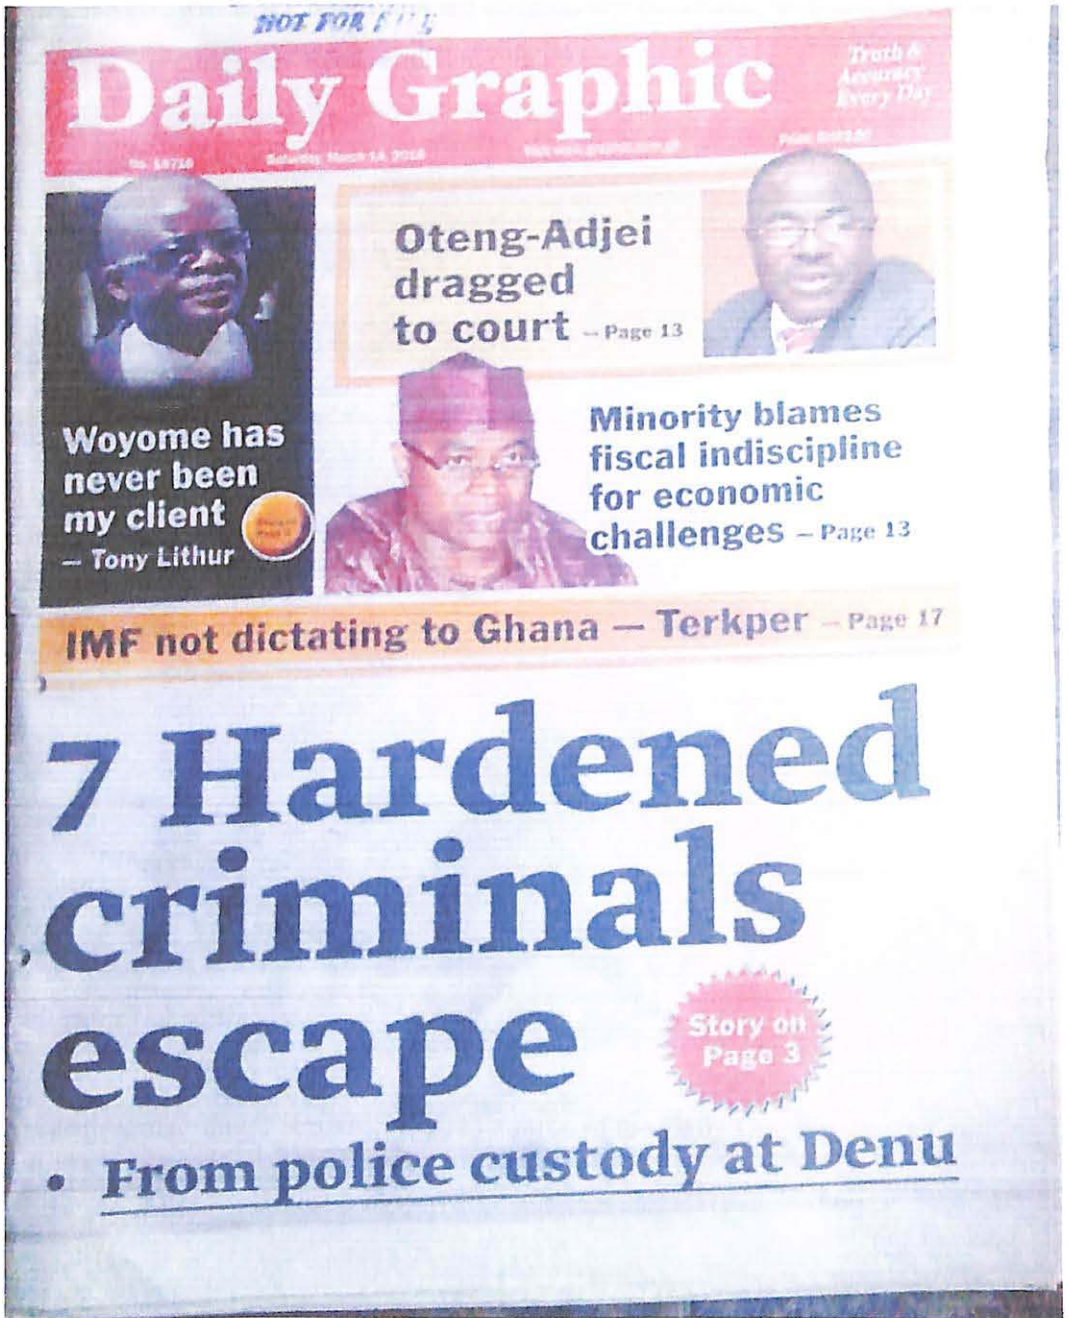 NOT FOR
Daily Graphic
Truth &
Accuracy
Every Day
Saturday, March 14,
Oteng-Adjei
dragged
to court – Page 13
Woyome has
never been
my client
– Tony Lithur
Minority blames
fiscal indiscipline
for economic
challenges – Page 13
IMF not dictating to Ghana – Terkper – Page 17
7 Hardened
criminals
escape
Story on
Page 3
• From police custody at Denu